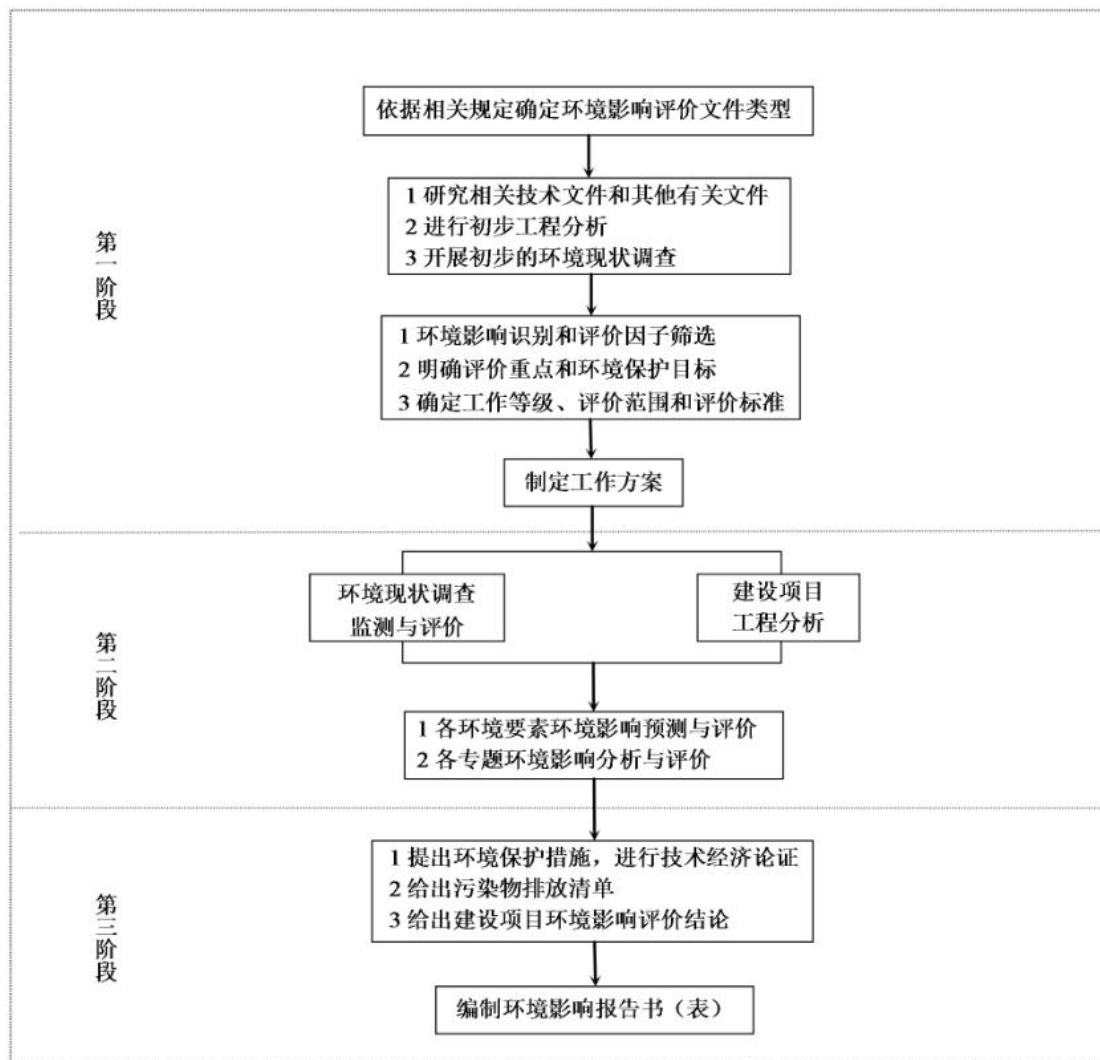 第一阶段
依据相关规定确定环境影响评价文件类型
1 研究相关技术文件和其他有关文件
2 进行初步工程分析
3 开展初步的环境现状调查
1 环境影响识别和评价因子筛选
2 明确评价重点和环境保护目标
3 确定工作等级、评价范围和评价标准
制定工作方案
第二阶段
环境现状调查
监测与评价
建设项目
工程分析
1 各环境要素环境影响预测与评价
2 各专题环境影响分析与评价
第三阶段
1 提出环境保护措施，进行技术经济论证
2 给出污染物排放清单
3 给出建设项目环境影响评价结论
编制环境影响报告书（表）